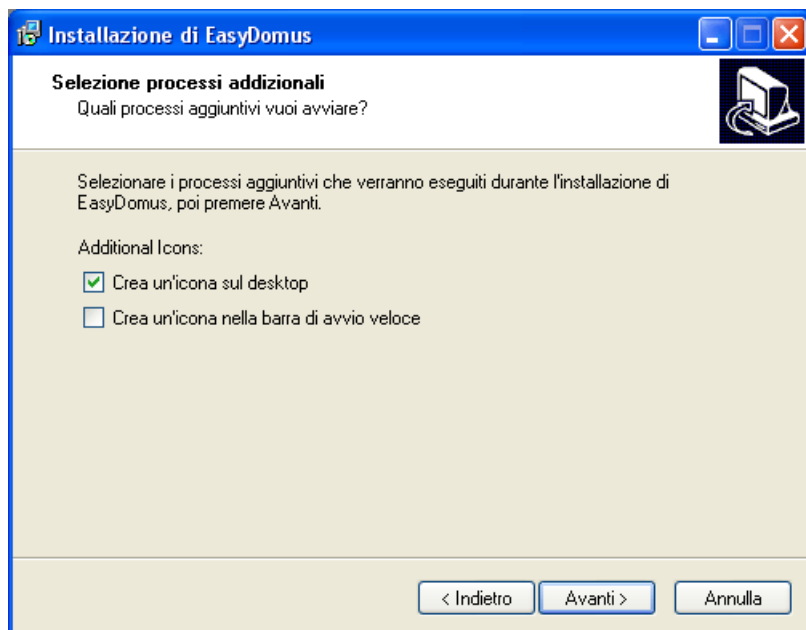 Installazione di EasyDomus
Selezione processi addizionali
Quali processi aggiuntivi vuoi avviare?
Selezionare i processi aggiuntivi che verranno eseguiti durante l'installazione di
EasyDomus, poi premere Avanti.
Additional Icons:
Crea un'icona sul desktop
Crea un'icona nella barra di avvio veloce
< Indietro Avanti > Annulla